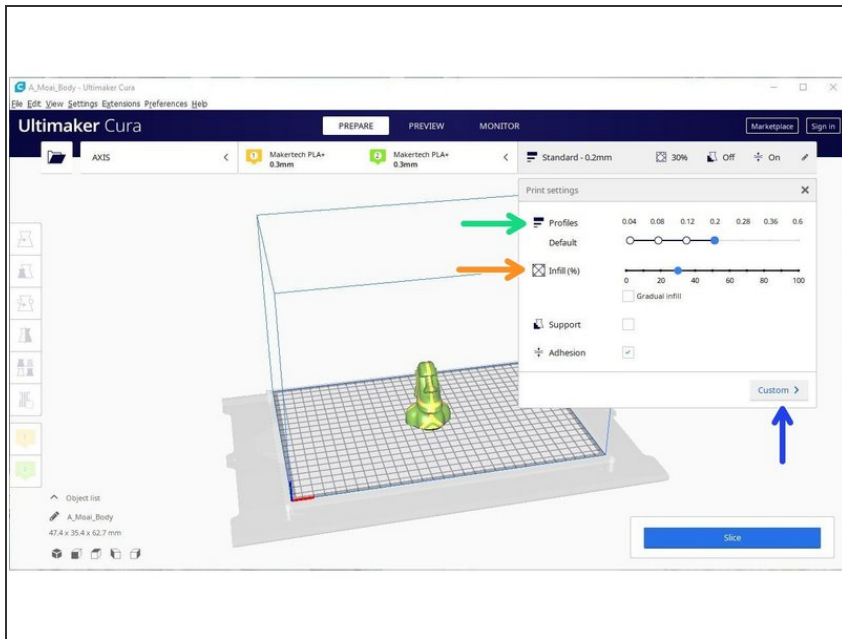 A_Moai_Body - Ultimaker Cura
File Edit View Settings Extensions Preferences Help
Ultimaker Cura PREPARE PREVIEW MONITOR Marketplace Sign in
AXIS 1 Makertech PLA+ 0.3mm 2 Makertech PLA+ 0.3mm Standard - 0.2mm 30% Off On
Print settings
Profiles 0.04 0.08 0.12 0.2 0.28 0.36 0.6
Default
Infill (%)
0 20 40 60 80 100
Gradual infill
Support
Adhesion
Custom
Object list
A_Moai_Body
47.4 x 35.4 x 62.7 mm
Slice